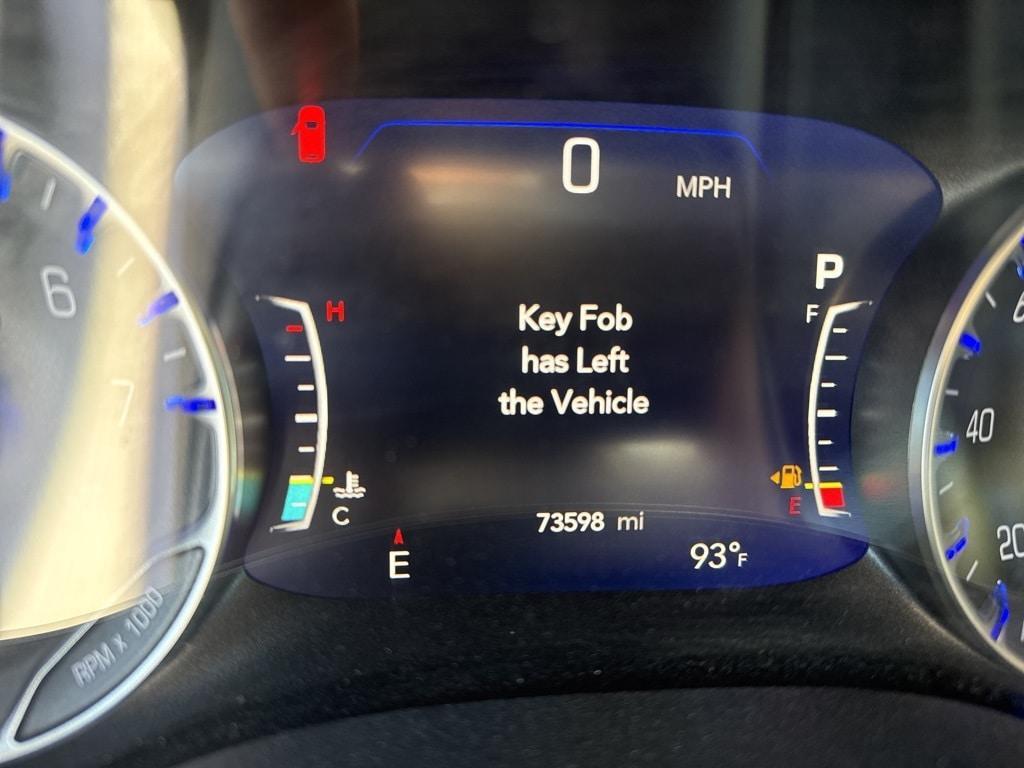 0
MPH
P
H
F
6
Key Fob
has Left
the Vehicle
7
40
E
C
73598 mi
20
E
93°F
RPM x 1000